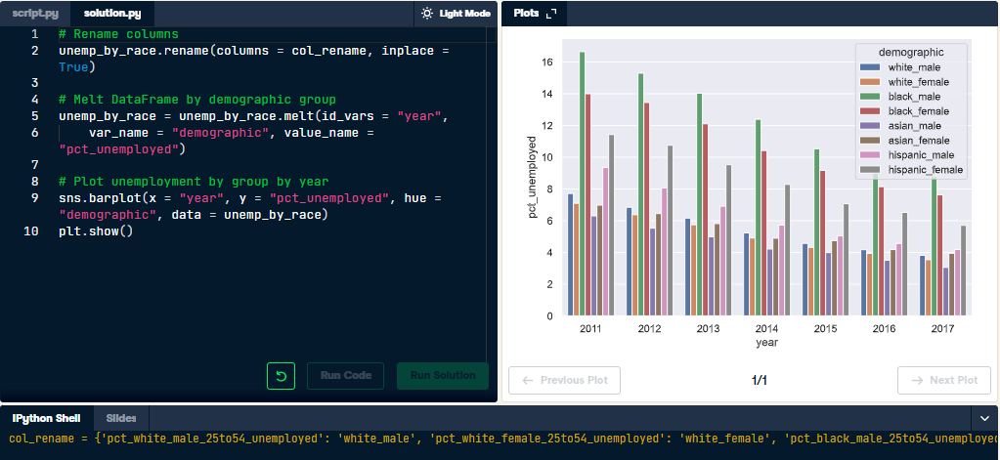 script.py
solution.py
Light Mode
1 # Rename columns
2 unemp_by_race.rename(columns = col_rename, inplace =
True)
3
4 # Melt DataFrame by demographic group
5 unemp_by_race = unemp_by_race.melt(id_vars = "year",
6 var_name = "demographic", value_name =
"pct_unemployed")
7
8 # Plot unemployment by group by year
9 sns.barplot(x = "year", y = "pct_unemployed", hue =
"demographic", data = unemp_by_race)
10 plt.show()
Run Code
Run Solution
Plots
demographic
white_male
white_female
black_male
black_female
asian_male
asian_female
hispanic_male
hispanic_female
pct_unemployed
16
14
12
10
8
6
4
2
0
2011 2012 2013 2014 2015 2016 2017
year
← Previous Plot
1/1
→ Next Plot
IPython Shell
Slides
col_rename = {'pct_white_male_25to54_unemployed': 'white_male', 'pct_white_female_25to54_unemployed': 'white_female', 'pct_black_male_25to54_unemployed